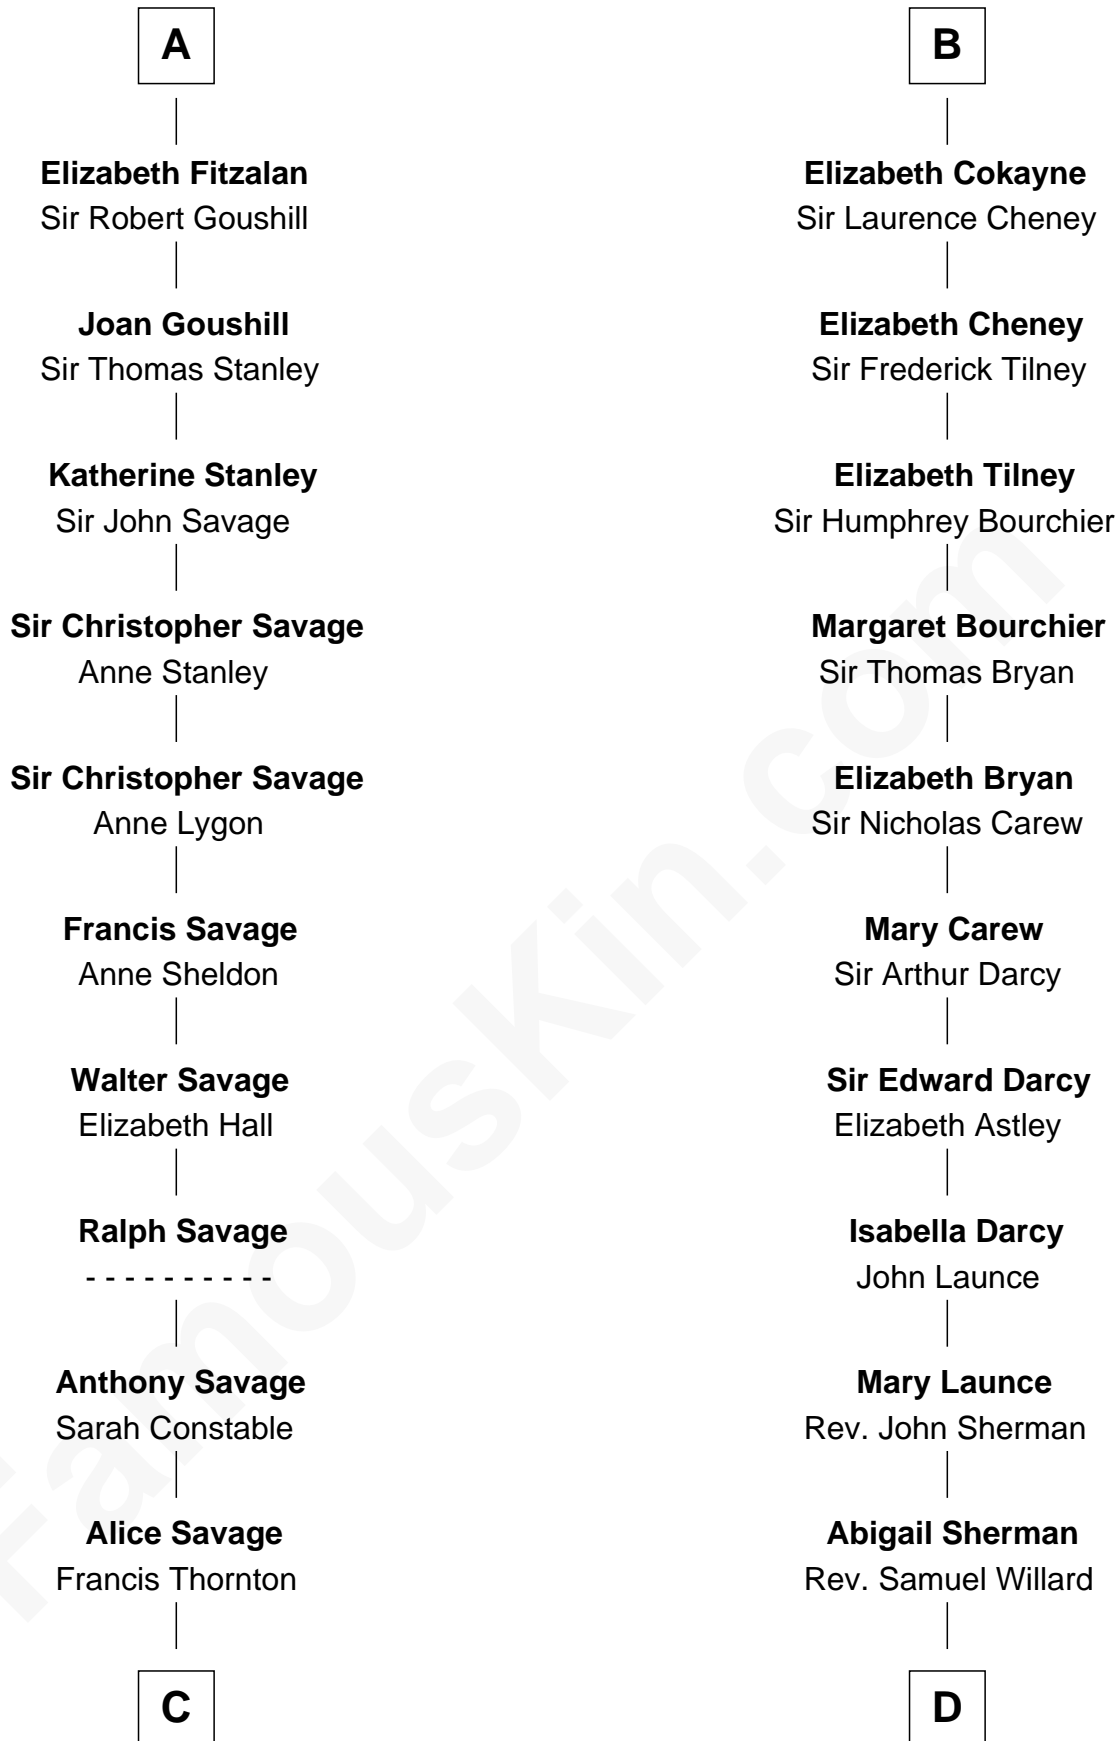 A
Elizabeth Fitzalan
Sir Robert Goushill
Joan Goushill
Sir Thomas Stanley
Katherine Stanley
Sir John Savage
Sir Christopher Savage
Anne Stanley
Sir Christopher Savage
Anne Lygon
Francis Savage
Anne Sheldon
Walter Savage
Elizabeth Hall
Ralph Savage
- - - - - - - - - -
Anthony Savage
Sarah Constable
Alice Savage
Francis Thornton
C
B
Elizabeth Cokayne
Sir Laurence Cheney
Elizabeth Cheney
Sir Frederick Tilney
Elizabeth Tilney
Sir Humphrey Bourchier
Margaret Bourchier
Sir Thomas Bryan
Elizabeth Bryan
Sir Nicholas Carew
Mary Carew
Sir Arthur Darcy
Sir Edward Darcy
Elizabeth Astley
Isabella Darcy
John Launce
Mary Launce
Rev. John Sherman
Abigail Sherman
Rev. Samuel Willard
D
FamousKin.com